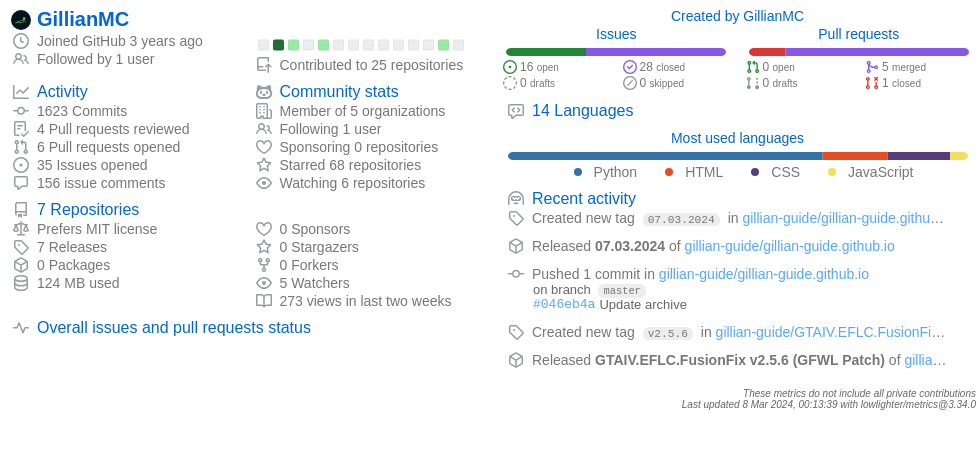 GillianMC
Joined GitHub 3 years ago
Followed by 1 user
Contributed to 25 repositories
Activity
1623 Commits
4 Pull requests reviewed
6 Pull requests opened
35 Issues opened
156 issue comments
Community stats
Member of 5 organizations
Following 1 user
Sponsoring 0 repositories
Starred 68 repositories
Watching 6 repositories
7 Repositories
Prefers MIT license
7 Releases
0 Packages
124 MB used
0 Sponsors
0 Stargazers
0 Forkers
5 Watchers
273 views in last two weeks
Overall issues and pull requests status
Created by GillianMC
Issues
16 open
28 closed
0 drafts
0 skipped
Pull requests
0 open
5 merged
0 drafts
1 closed
14 Languages
Most used languages
Python HTML CSS JavaScript
Recent activity
Created new tag 07.03.2024 in gillian-guide/gillian-guide.githu…
Released 07.03.2024 of gillian-guide/gillian-guide.github.io
Pushed 1 commit in gillian-guide/gillian-guide.github.io
on branch master
#046eb4a Update archive
Created new tag v2.5.6 in gillian-guide/GTAIV.EFLC.FusionFi…
Released GTAIV.EFLC.FusionFix v2.5.6 (GFWL Patch) of gillia…
These metrics do not include all private contributions
Last updated 8 Mar 2024, 00:13:39 with lowlighter/metrics@3.34.0